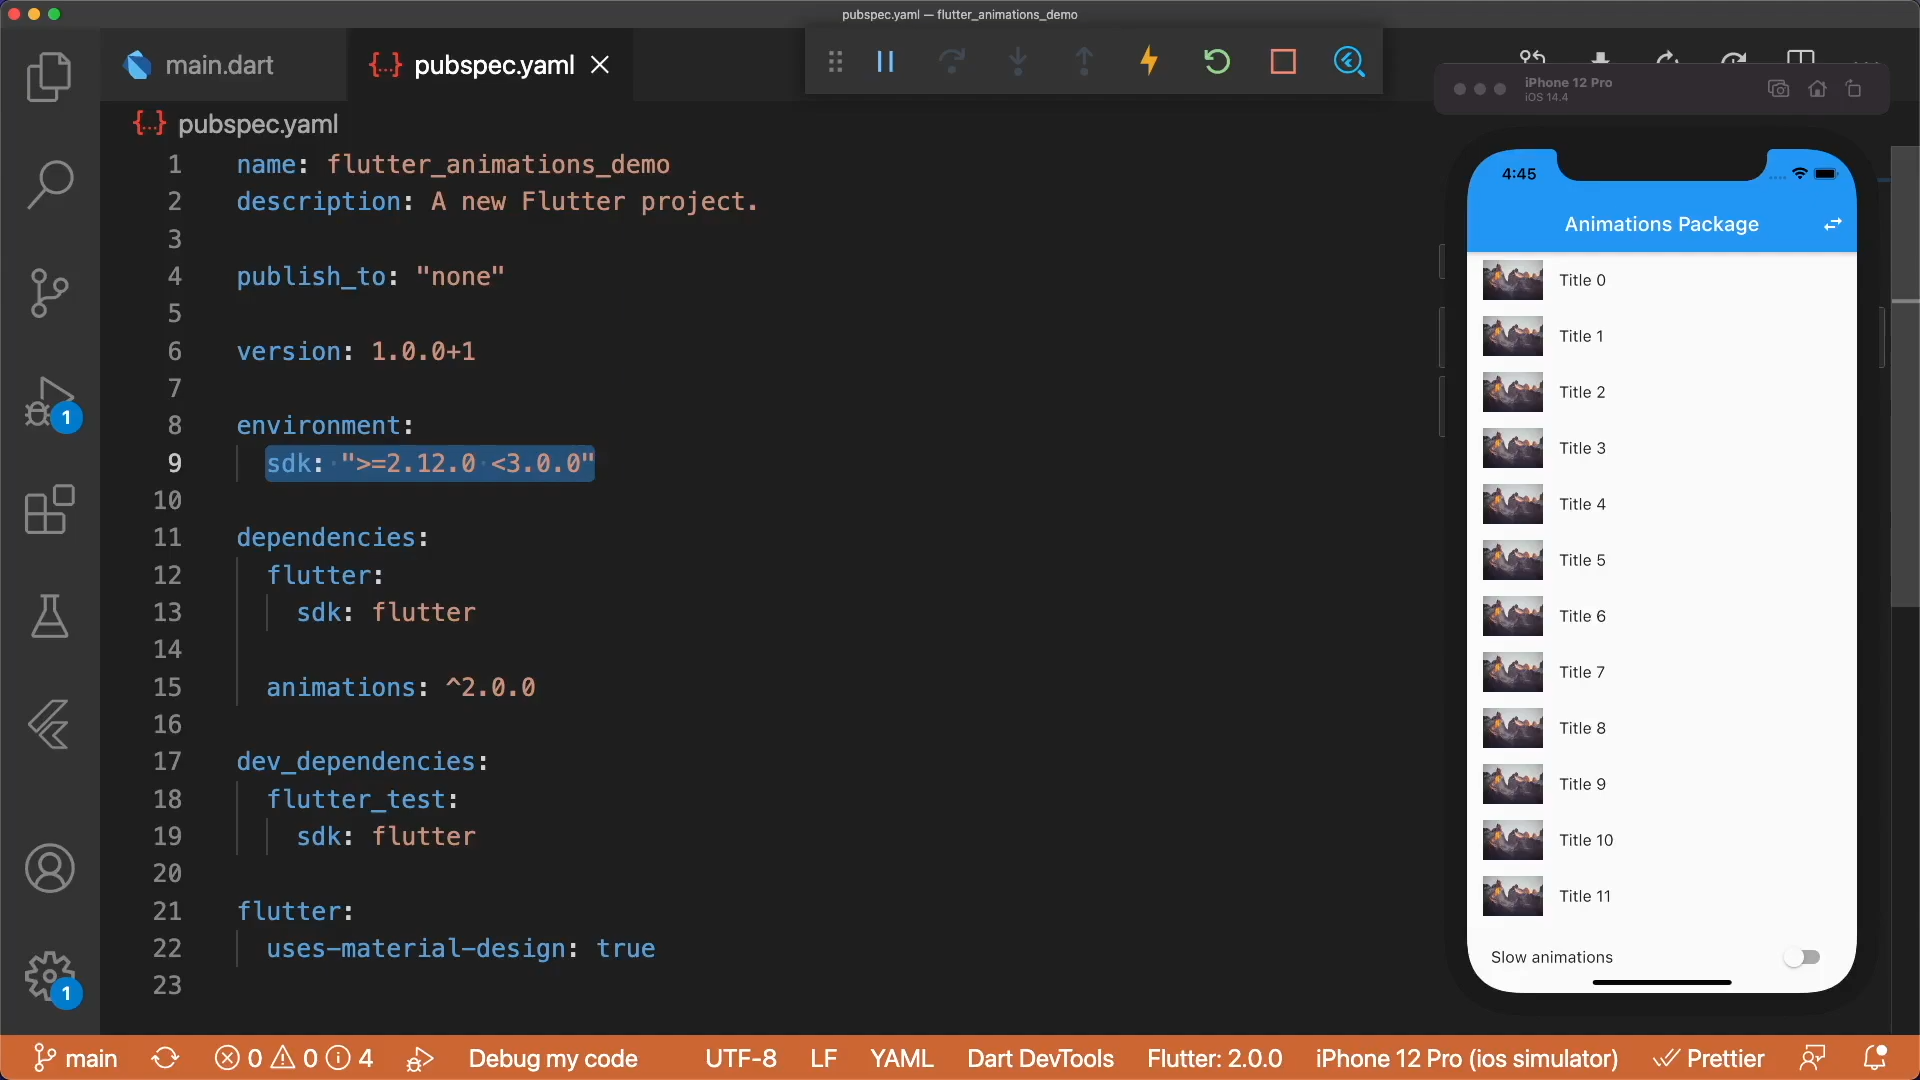 pubspec.yaml — flutter_animations_demo
main.dart
{..} pubspec.yaml
{..} pubspec.yaml
1 name: flutter_animations_demo
2 description: A new Flutter project.
3
4 publish_to: "none"
5
6 version: 1.0.0+1
7
8 environment:
9 sdk: ">=2.12.0 <3.0.0"
10
11 dependencies:
12 flutter:
13 sdk: flutter
14
15 animations: ^2.0.0
16
17 dev_dependencies:
18 flutter_test:
19 sdk: flutter
20
21 flutter:
22 uses-material-design: true
23
1
1
iPhone 12 Pro
iOS 14.4
4:45
Animations Package
Title 0
Title 1
Title 2
Title 3
Title 4
Title 5
Title 6
Title 7
Title 8
Title 9
Title 10
Title 11
Slow animations
main 0 0 4 Debug my code UTF-8 LF YAML Dart DevTools Flutter: 2.0.0 iPhone 12 Pro (ios simulator) Prettier